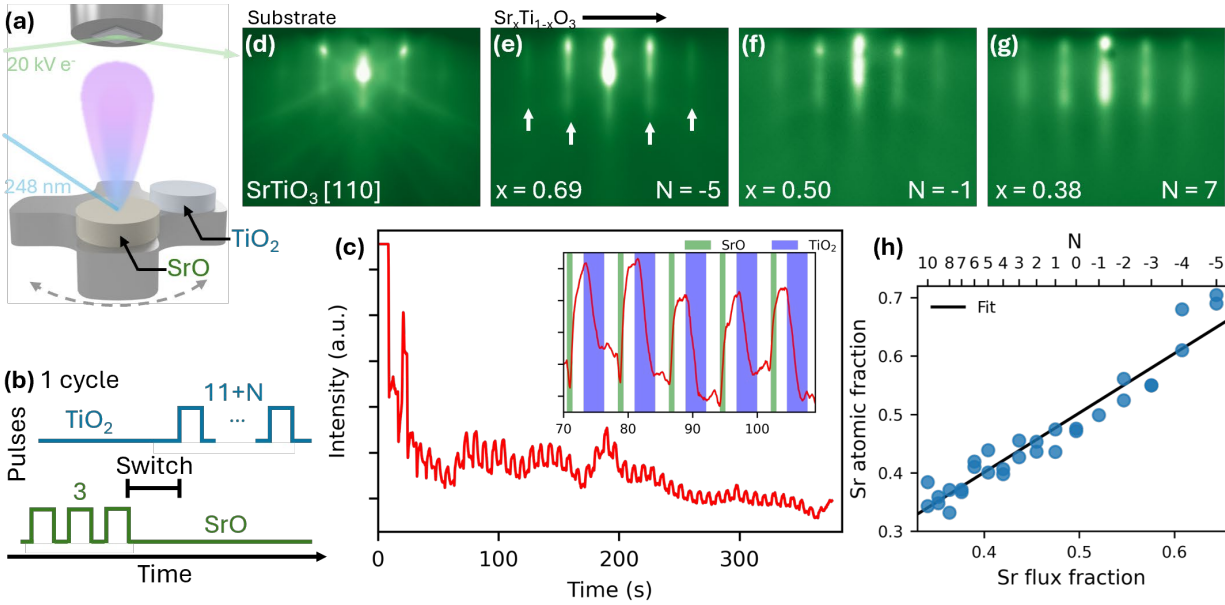 (a)
20 kV e⁻
248 nm
TiO₂
SrO
(b) 1 cycle
11+N
TiO₂
...
Pulses
Switch
3
SrO
Time
Substrate
SrₓTi₁₋ₓO₃
(d)
SrTiO₃ [110]
(e)
x = 0.69 N = -5
(f)
x = 0.50 N = -1
(g)
x = 0.38 N = 7
(c)
Intensity (a.u.)
SrO TiO₂
70 80 90 100
0 100 200 300
Time (s)
(h)
N
10 8 7 6 5 4 3 2 1 0 -1 -2 -3 -4 -5
Fit
Sr atomic fraction
0.7
0.6
0.5
0.4
0.3
0.4 0.5 0.6
Sr flux fraction